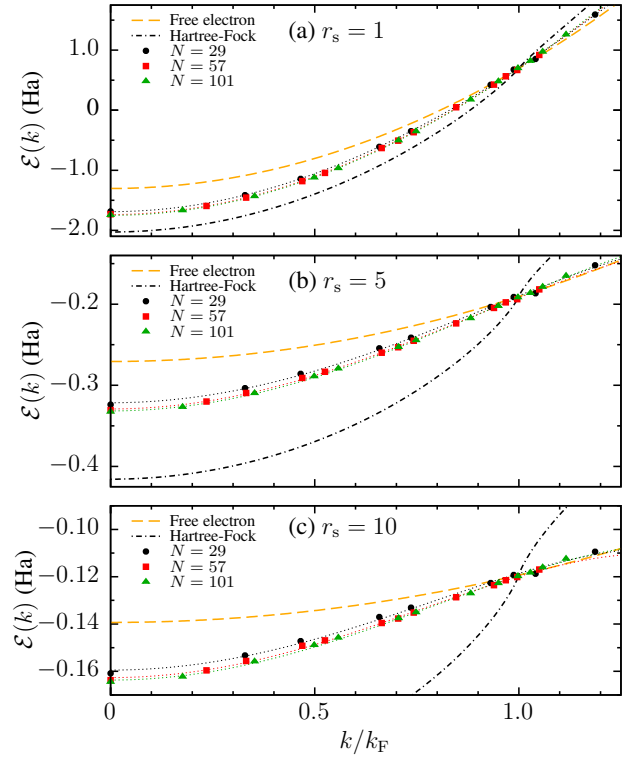 Free electron
Hartree-Fock
N = 29
N = 57
N = 101
(a) r_s = 1
1.0
0
−1.0
−2.0
ℰ(k) (Ha)
Free electron
Hartree-Fock
N = 29
N = 57
N = 101
(b) r_s = 5
−0.2
−0.3
−0.4
ℰ(k) (Ha)
Free electron
Hartree-Fock
N = 29
N = 57
N = 101
(c) r_s = 10
−0.10
−0.12
−0.14
−0.16
ℰ(k) (Ha)
0 0.5 1.0
k/k_F